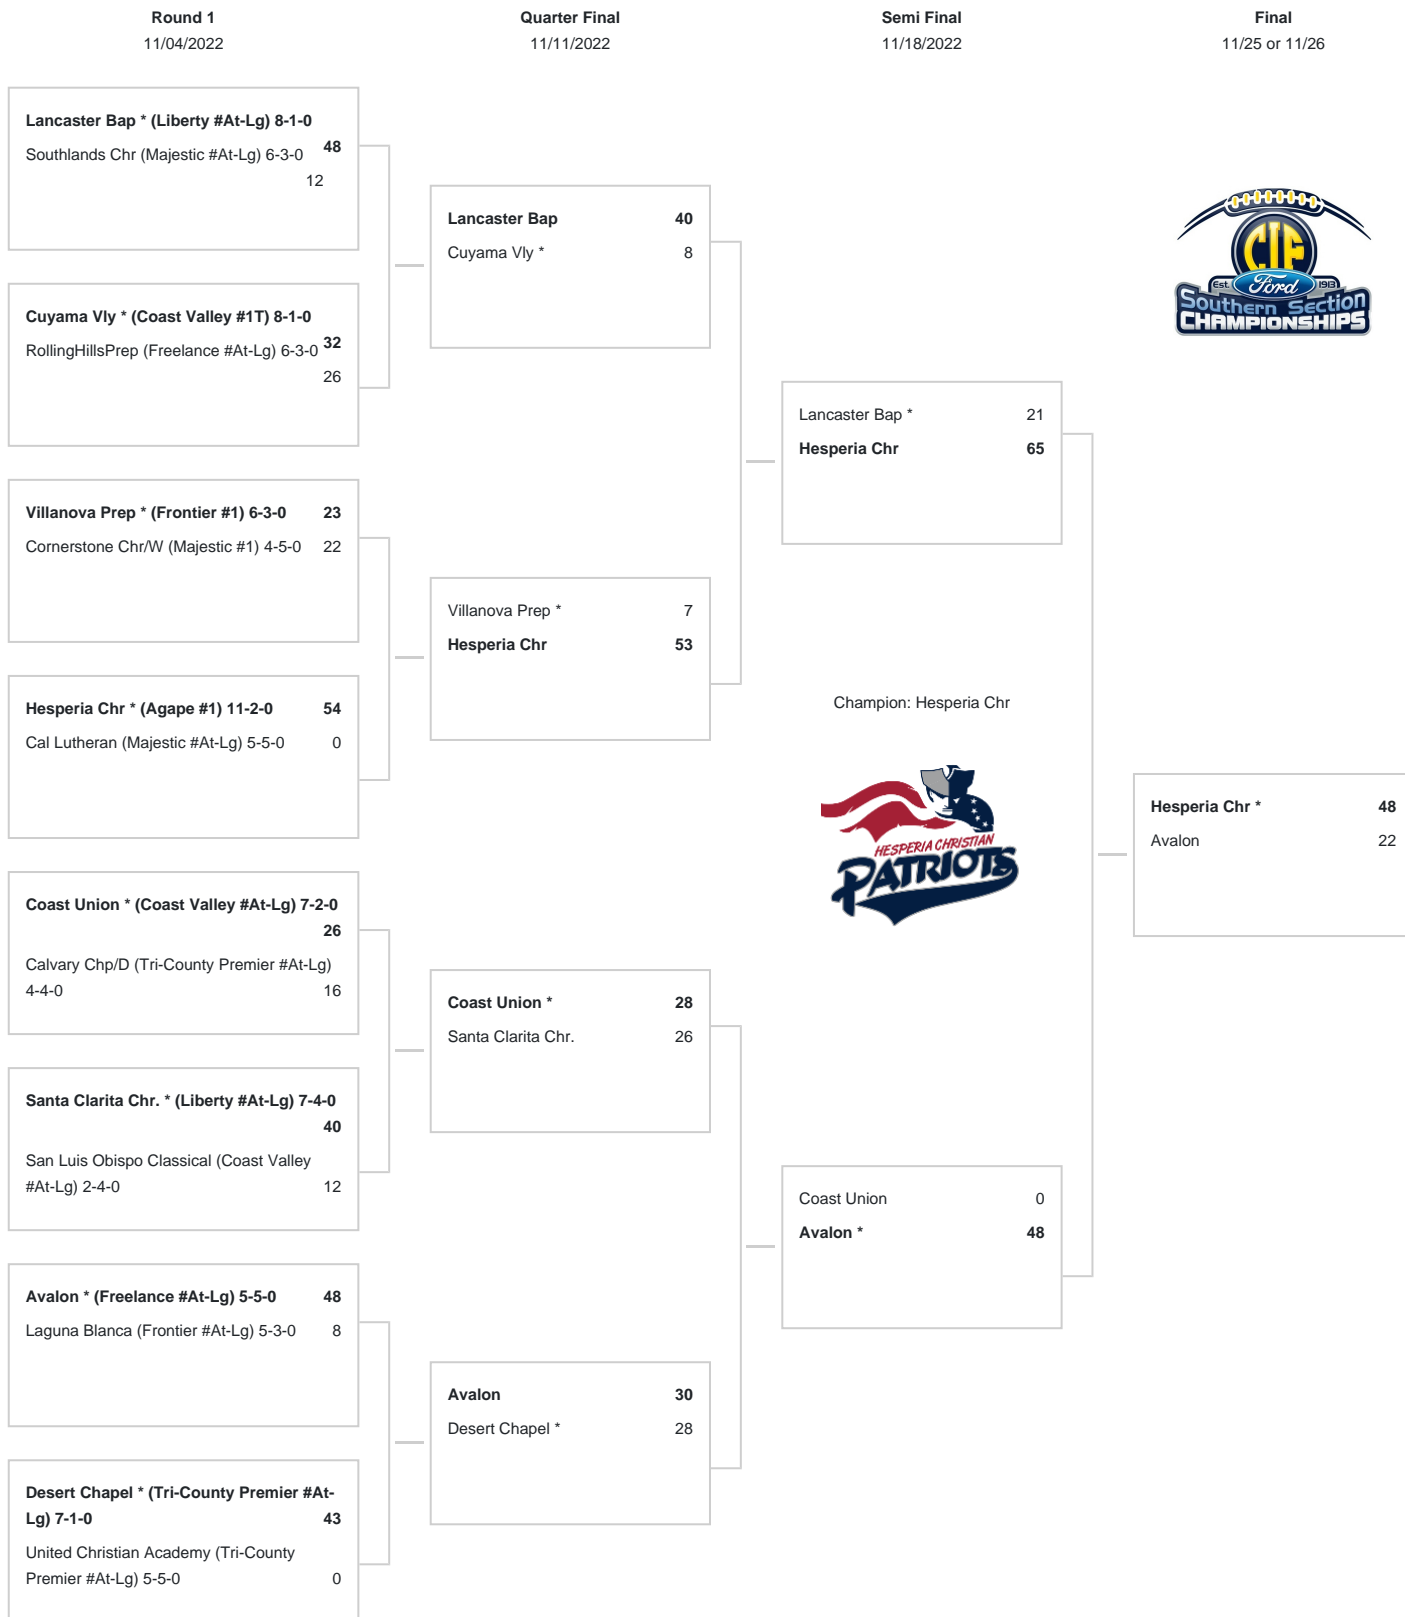 Round 1
11/04/2022
Quarter Final
11/11/2022
Semi Final
11/18/2022
Final
11/25 or 11/26
Lancaster Bap * (Liberty #At-Lg) 8-1-0
48
Southlands Chr (Majestic #At-Lg) 6-3-0
12
Cuyama Vly * (Coast Valley #1T) 8-1-0
32
RollingHillsPrep (Freelance #At-Lg) 6-3-0
26
Villanova Prep * (Frontier #1) 6-3-0 23
Cornerstone Chr/W (Majestic #1) 4-5-0 22
Hesperia Chr * (Agape #1) 11-2-0 54
Cal Lutheran (Majestic #At-Lg) 5-5-0 0
Coast Union * (Coast Valley #At-Lg) 7-2-0
26
Calvary Chp/D (Tri-County Premier #At-Lg)
4-4-0 16
Santa Clarita Chr. * (Liberty #At-Lg) 7-4-0
40
San Luis Obispo Classical (Coast Valley
#At-Lg) 2-4-0 12
Avalon * (Freelance #At-Lg) 5-5-0 48
Laguna Blanca (Frontier #At-Lg) 5-3-0 8
Desert Chapel * (Tri-County Premier #At-
Lg) 7-1-0 43
United Christian Academy (Tri-County
Premier #At-Lg) 5-5-0 0
Lancaster Bap 40
Cuyama Vly * 8
Villanova Prep * 7
Hesperia Chr 53
Coast Union * 28
Santa Clarita Chr. 26
Avalon 30
Desert Chapel * 28
Lancaster Bap * 21
Hesperia Chr 65
Champion: Hesperia Chr
HESPERIA CHRISTIAN
PATRIOTS
Coast Union 0
Avalon * 48
CIF
Est. Ford 1913
Southern Section
CHAMPIONSHIPS
Hesperia Chr * 48
Avalon 22